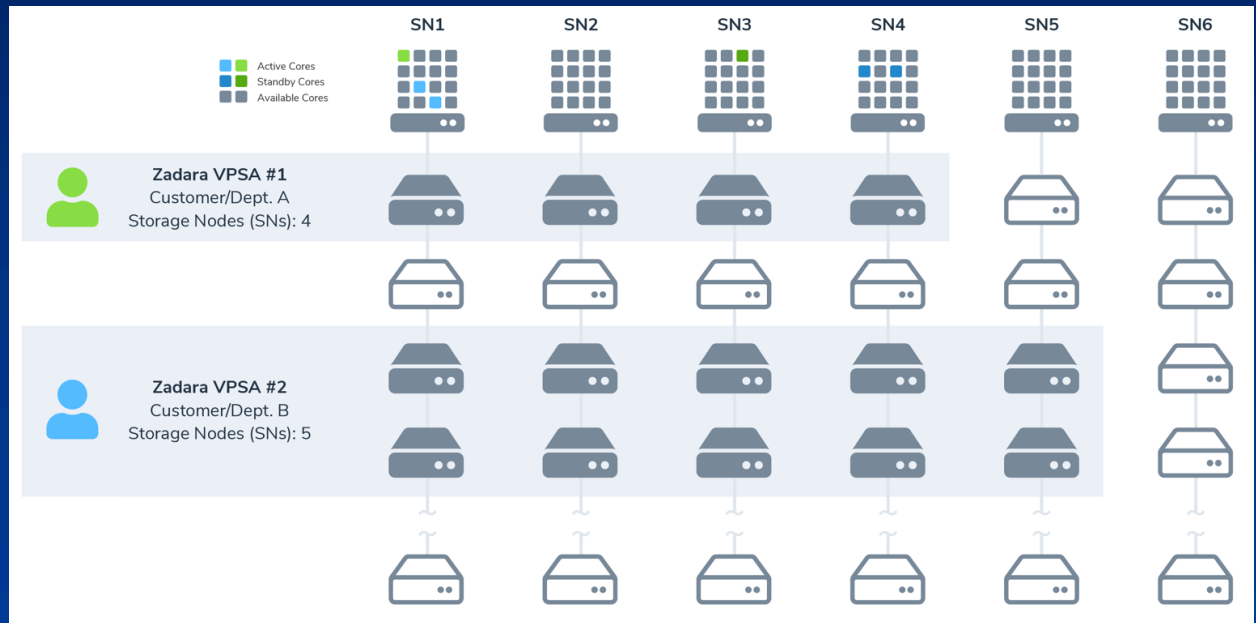 SN1 SN2 SN3 SN4 SN5 SN6
Active Cores
Standby Cores
Available Cores
Zadara VPSA #1
Customer/Dept. A
Storage Nodes (SNs): 4
Zadara VPSA #2
Customer/Dept. B
Storage Nodes (SNs): 5